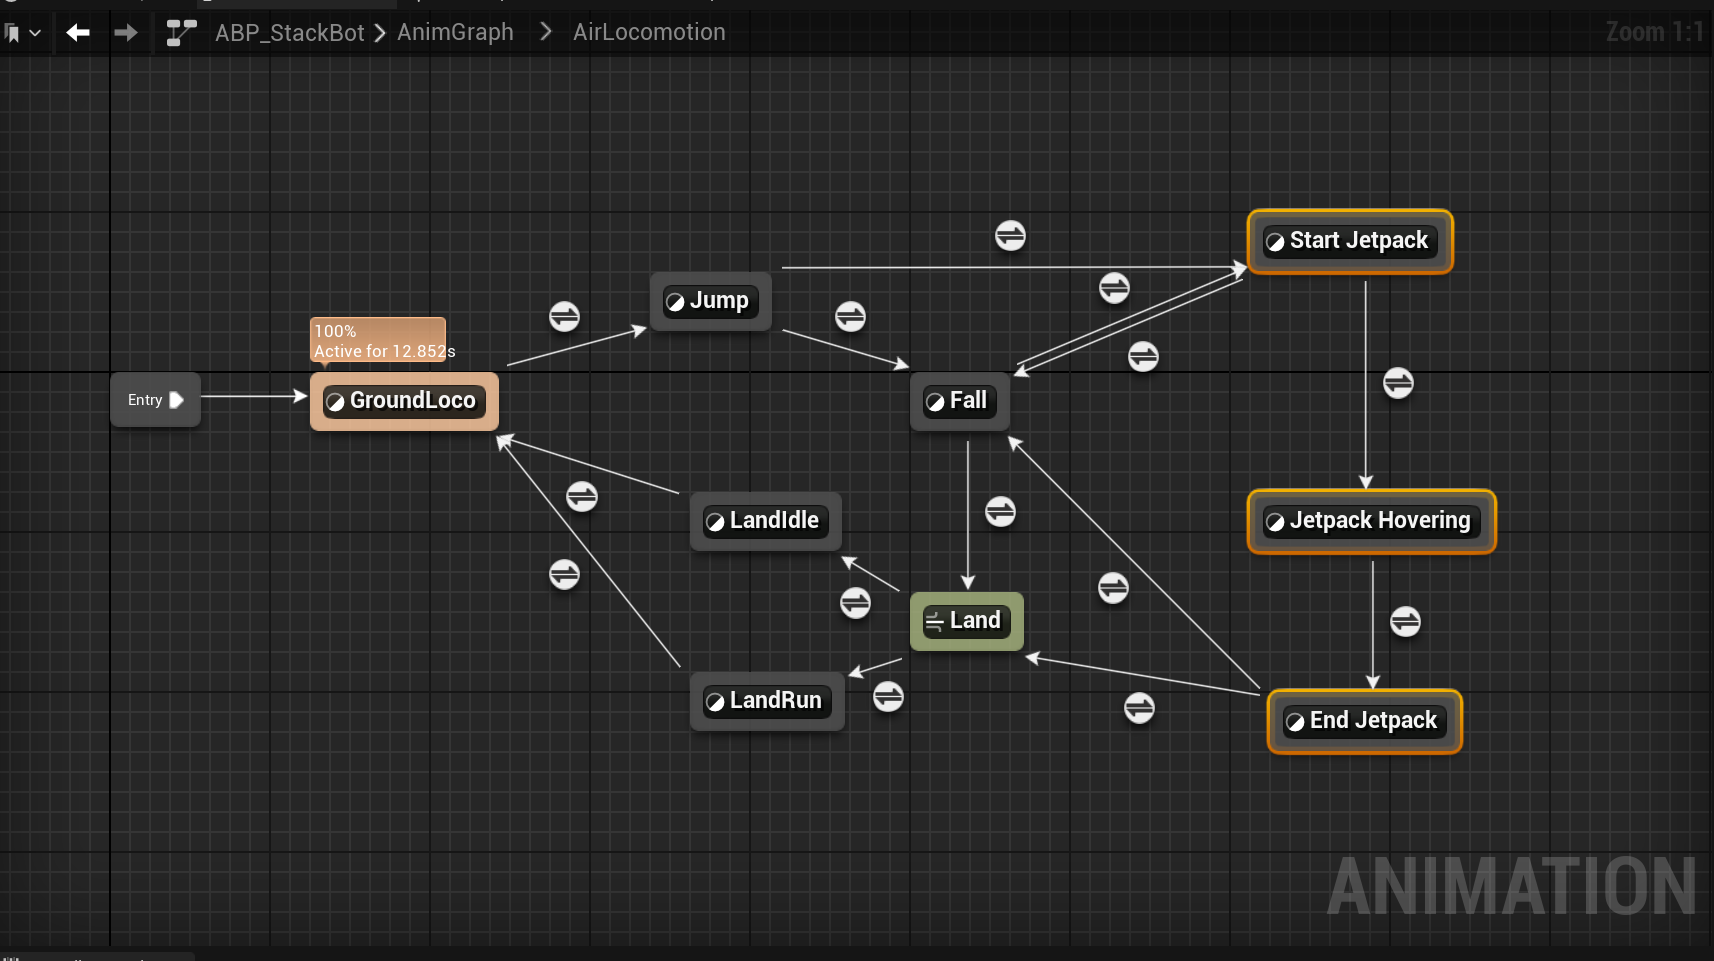 ABP_StackBot > AnimGraph > AirLocomotion
Zoom 1:1
Start Jetpack
Jump
100%
Active for 12.852s
Entry
GroundLoco
Fall
LandIdle
Jetpack Hovering
Land
LandRun
End Jetpack
ANIMATION